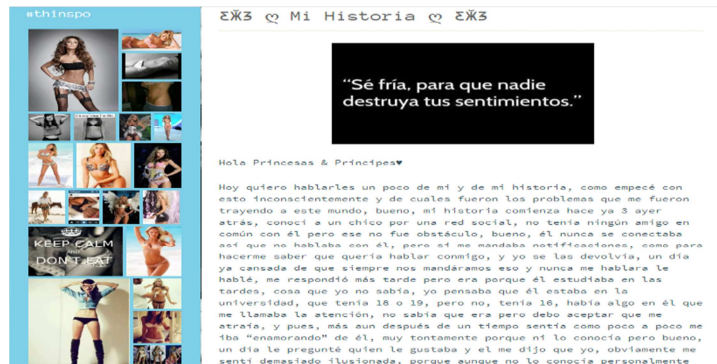 #th1nspo
KEEP CALM
AND
DON'T EAT
ƸӜƷ ღ Mi Historia ღ ƸӜƷ
“Sé fría, para que nadie
destruya tus sentimientos.”
Hola Princesas & Príncipes♥
Hoy quiero hablarles un poco de mi y de mi historia, como empecé con
esto inconscientemente y de cuales fueron los problemas que me fueron
trayendo a este mundo, bueno, mi historia comienza hace ya 3 ayer
atrás, conocí a un chico por una red social, no tenía ningún amigo en
común con él pero ese no fue obstáculo, bueno, él nunca se conectaba
así que no hablaba con él, pero si me mandaba notificaciones, como para
hacerme saber que quería hablar conmigo, y yo se las devolvía, un día
ya cansada de que siempre nos mandáramos eso y nunca me hablara le
hablé, me respondió más tarde pero era porque él estudiaba en las
tardes, cosa que yo no sabía, yo pensaba que él estaba en la
universidad, que tenía 18 o 19, pero no, tenía 16, había algo en él que
me llamaba la atención, no sabía que era pero debo aceptar que me
atraía, y pues, más aun después de un tiempo sentía como poco a poco me
iba “enamorando” de él, muy tontamente porque ni lo conocía pero bueno,
un día le pregunté quien le gustaba y el me dijo que yo, obviamente me
sentí demasiado ilusionada, porque aunque no lo conocía personalmente